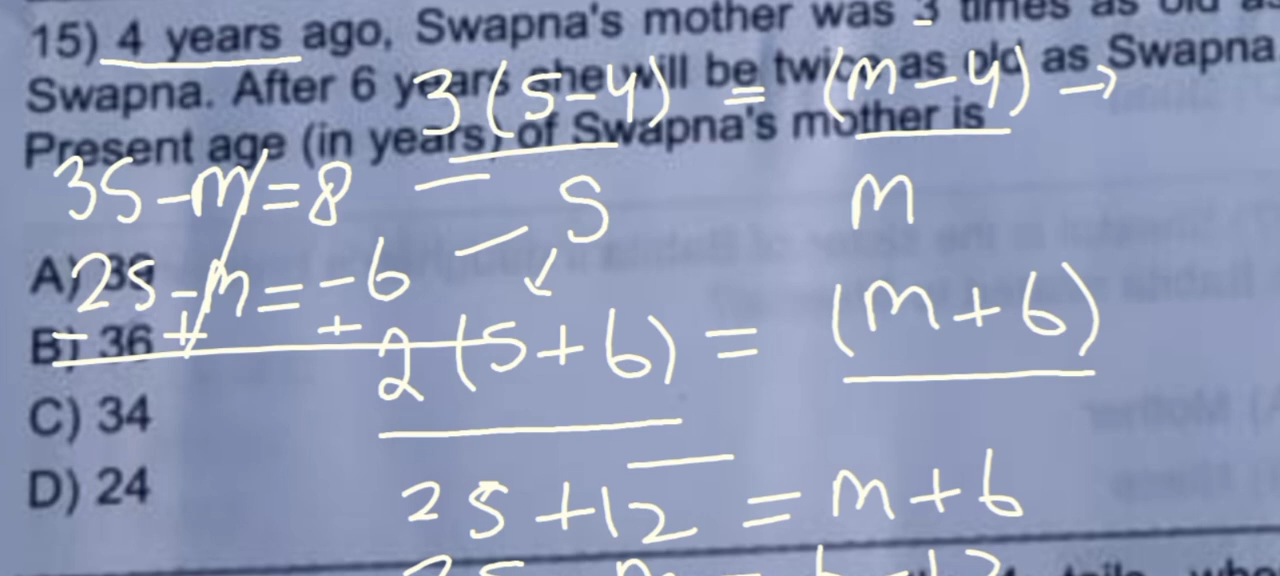 15) 4 years ago, Swapna's mother was 3 times as old as
Swapna. After 6 years she will be twice as old as Swapna
3(S-4) = (m-4) →
Present age (in years) of Swapna's mother is
3S-m=8
S m
A) 39
2S-m=-6
- + +
B) 36
2(S+6) = (m+6)
C) 34
D) 24
2S+12 = m+6